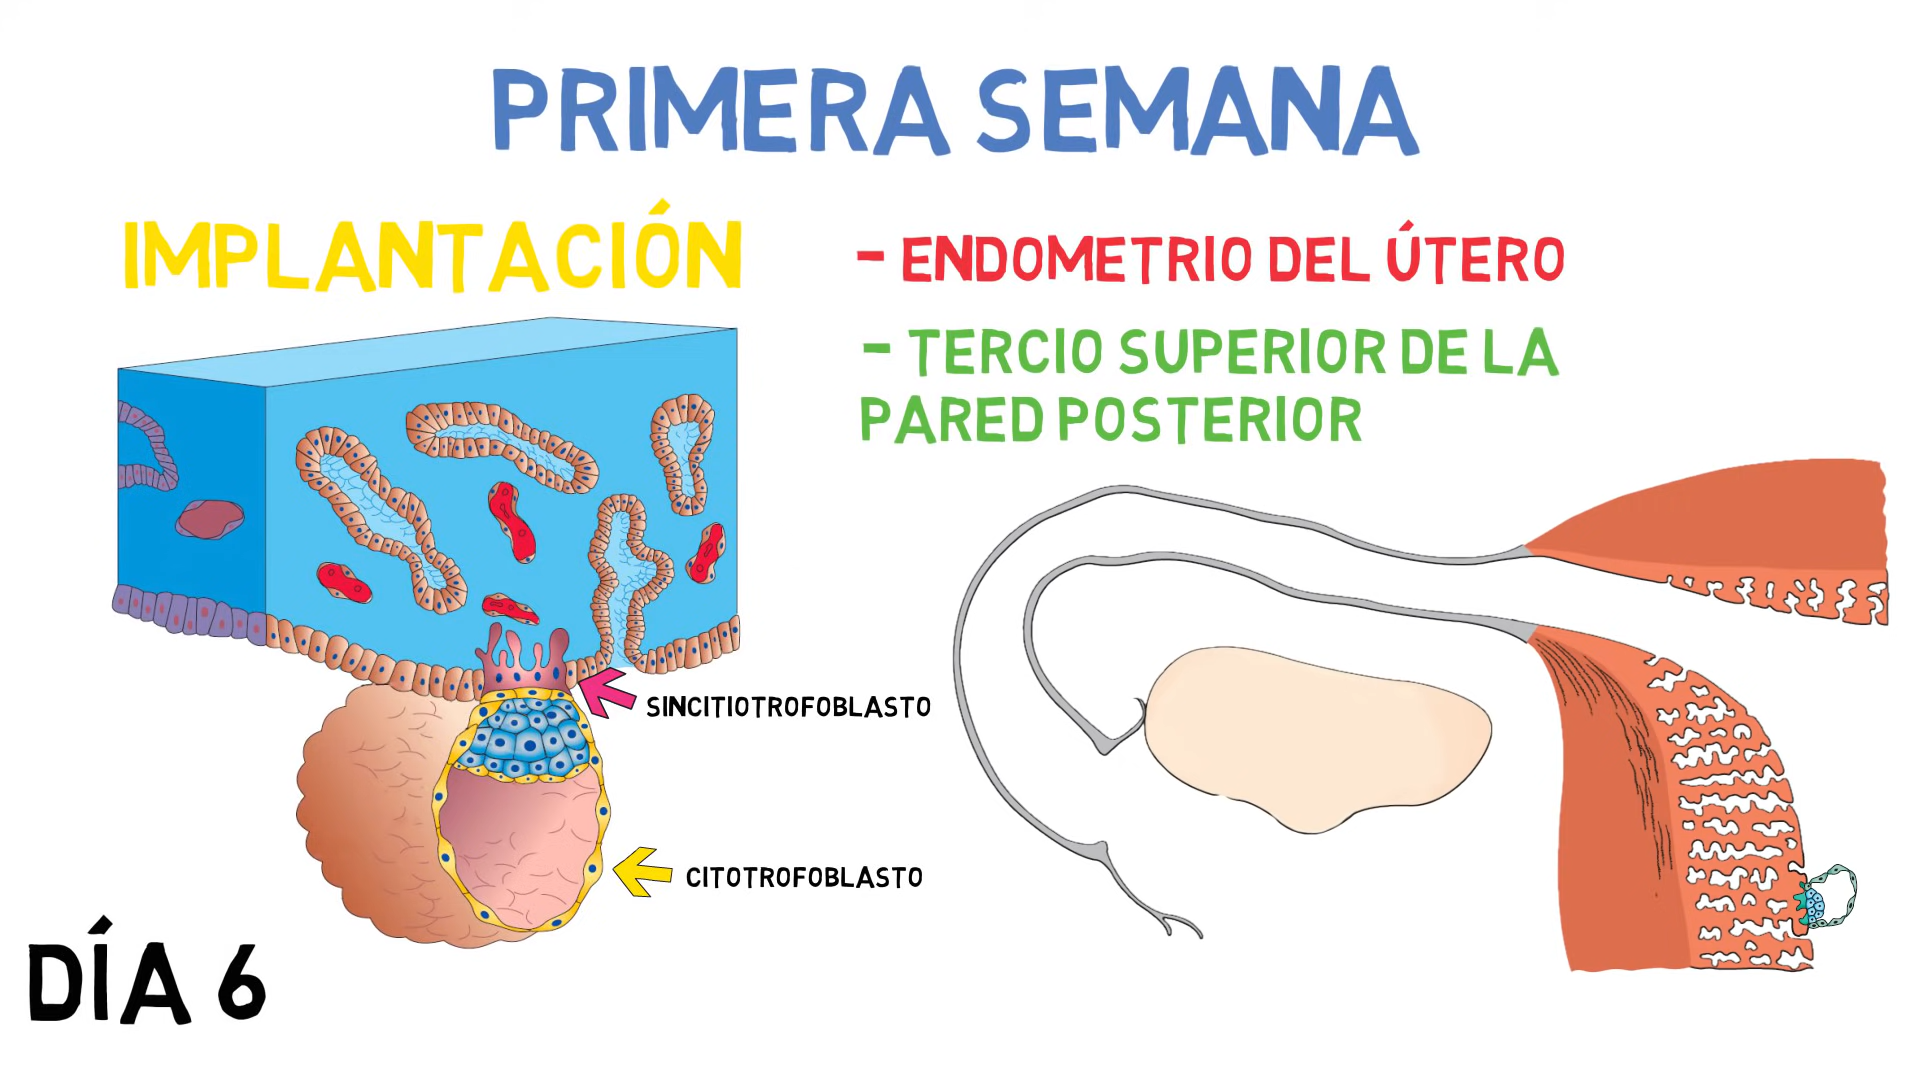 PRIMERA SEMANA
IMPLANTACIÓN
- ENDOMETRIO DEL ÚTERO
- TERCIO SUPERIOR DE LA
PARED POSTERIOR
SINCITIOTROFOBLASTO
CITOTROFOBLASTO
DÍA 6